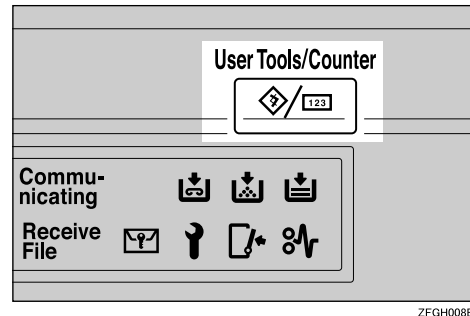 User Tools/Counter
123
Commu-
nicating
Receive
File
ZFGH008E